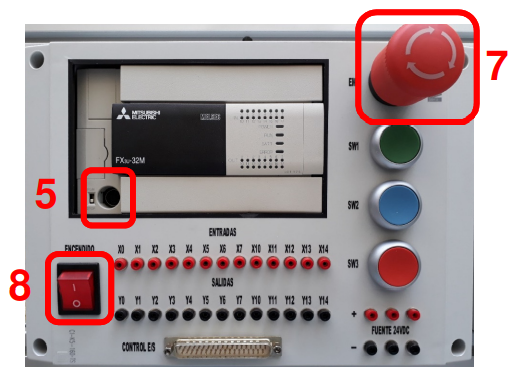 7
EM
MITSUBISHI
ELECTRIC
MELSEC
FX3U-32M
SW1
5
SW2
ENTRADAS
ENCENDIDO
X0 X1 X2 X3 X4 X5 X6 X7 X10 X11 X12 X13 X14
SW3
8
SALIDAS
Y0 Y1 Y2 Y3 Y4 Y5 Y6 Y7 Y10 Y11 Y12 Y13 Y14
+
FUENTE 24VDC
-
CONTROL E/S